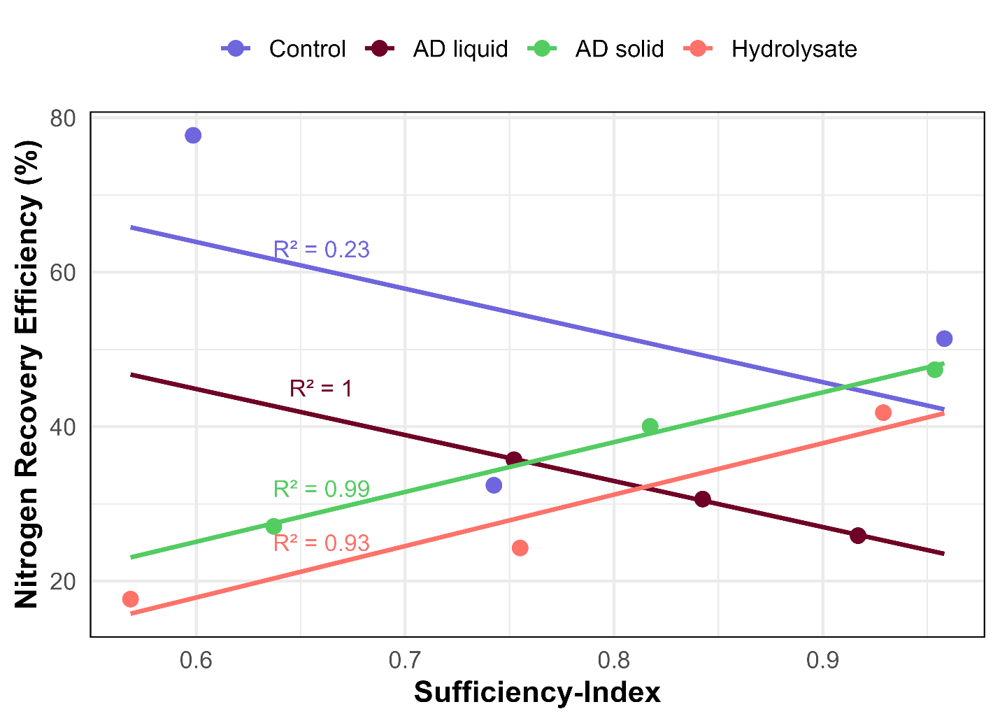 Control AD liquid AD solid Hydrolysate
Nitrogen Recovery Efficiency (%)
80
60
40
20
R² = 0.23
R² = 1
R² = 0.99
R² = 0.93
0.6 0.7 0.8 0.9
Sufficiency-Index